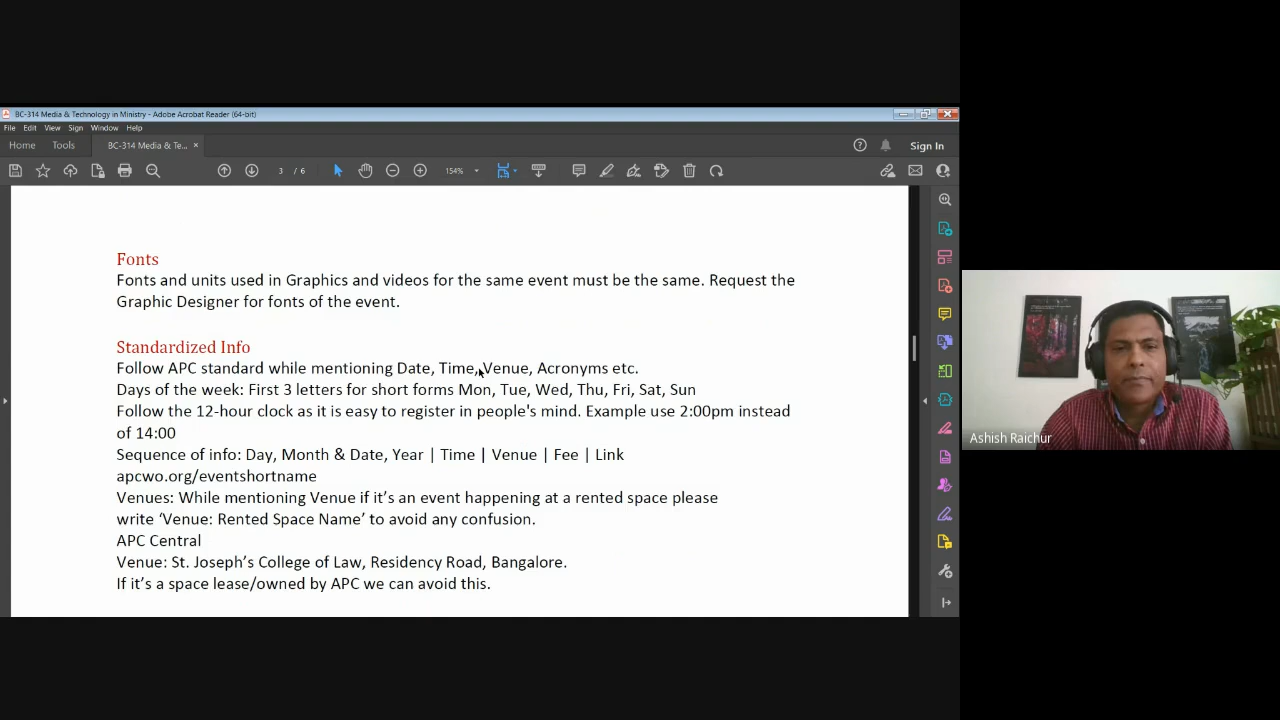 BC-314 Media & Technology in Ministry - Adobe Acrobat Reader (64-bit)
File Edit View Sign Window Help
Home Tools BC-314 Media & Te... × Sign In
3 / 6 154%
Fonts
Fonts and units used in Graphics and videos for the same event must be the same. Request the
Graphic Designer for fonts of the event.
Standardized Info
Follow APC standard while mentioning Date, Time, Venue, Acronyms etc.
Days of the week: First 3 letters for short forms Mon, Tue, Wed, Thu, Fri, Sat, Sun
Follow the 12-hour clock as it is easy to register in people's mind. Example use 2:00pm instead
of 14:00
Sequence of info: Day, Month & Date, Year | Time | Venue | Fee | Link
apcwo.org/eventshortname
Venues: While mentioning Venue if it’s an event happening at a rented space please
write ‘Venue: Rented Space Name’ to avoid any confusion.
APC Central
Venue: St. Joseph’s College of Law, Residency Road, Bangalore.
If it’s a space lease/owned by APC we can avoid this.
Ashish Raichur